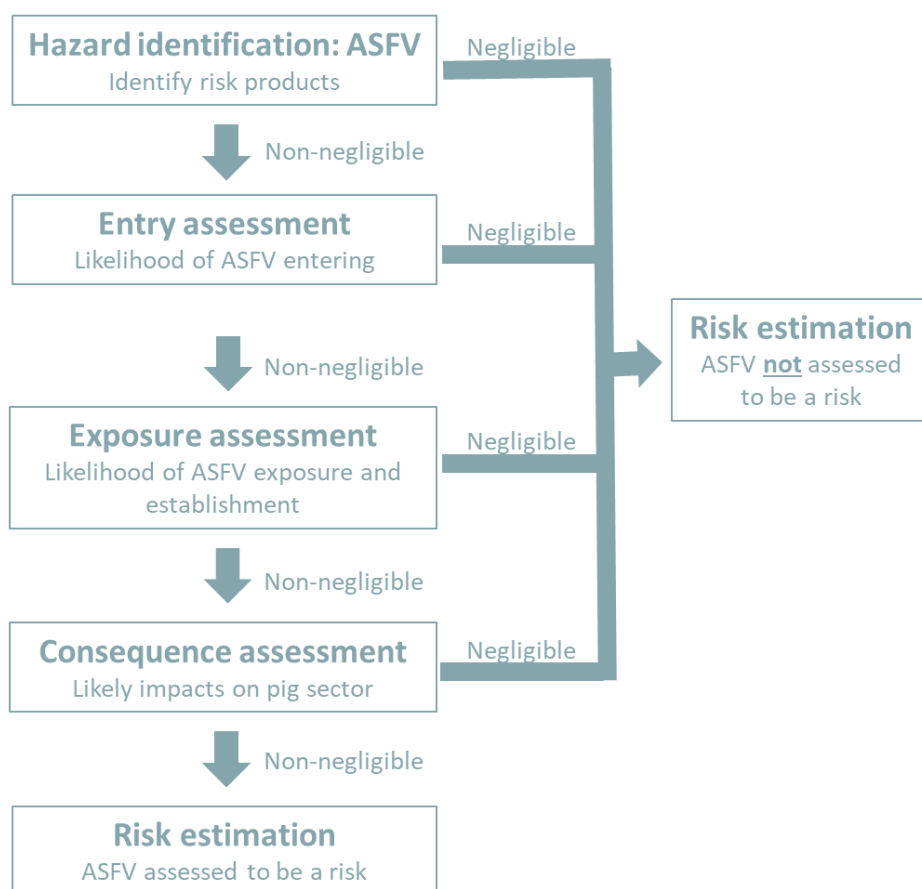 Hazard identification: ASFV
Identify risk products
Negligible
Non-negligible
Entry assessment
Likelihood of ASFV entering
Negligible
Non-negligible
Risk estimation
ASFV not assessed
to be a risk
Exposure assessment
Likelihood of ASFV exposure and
establishment
Negligible
Non-negligible
Consequence assessment
Likely impacts on pig sector
Negligible
Non-negligible
Risk estimation
ASFV assessed to be a risk